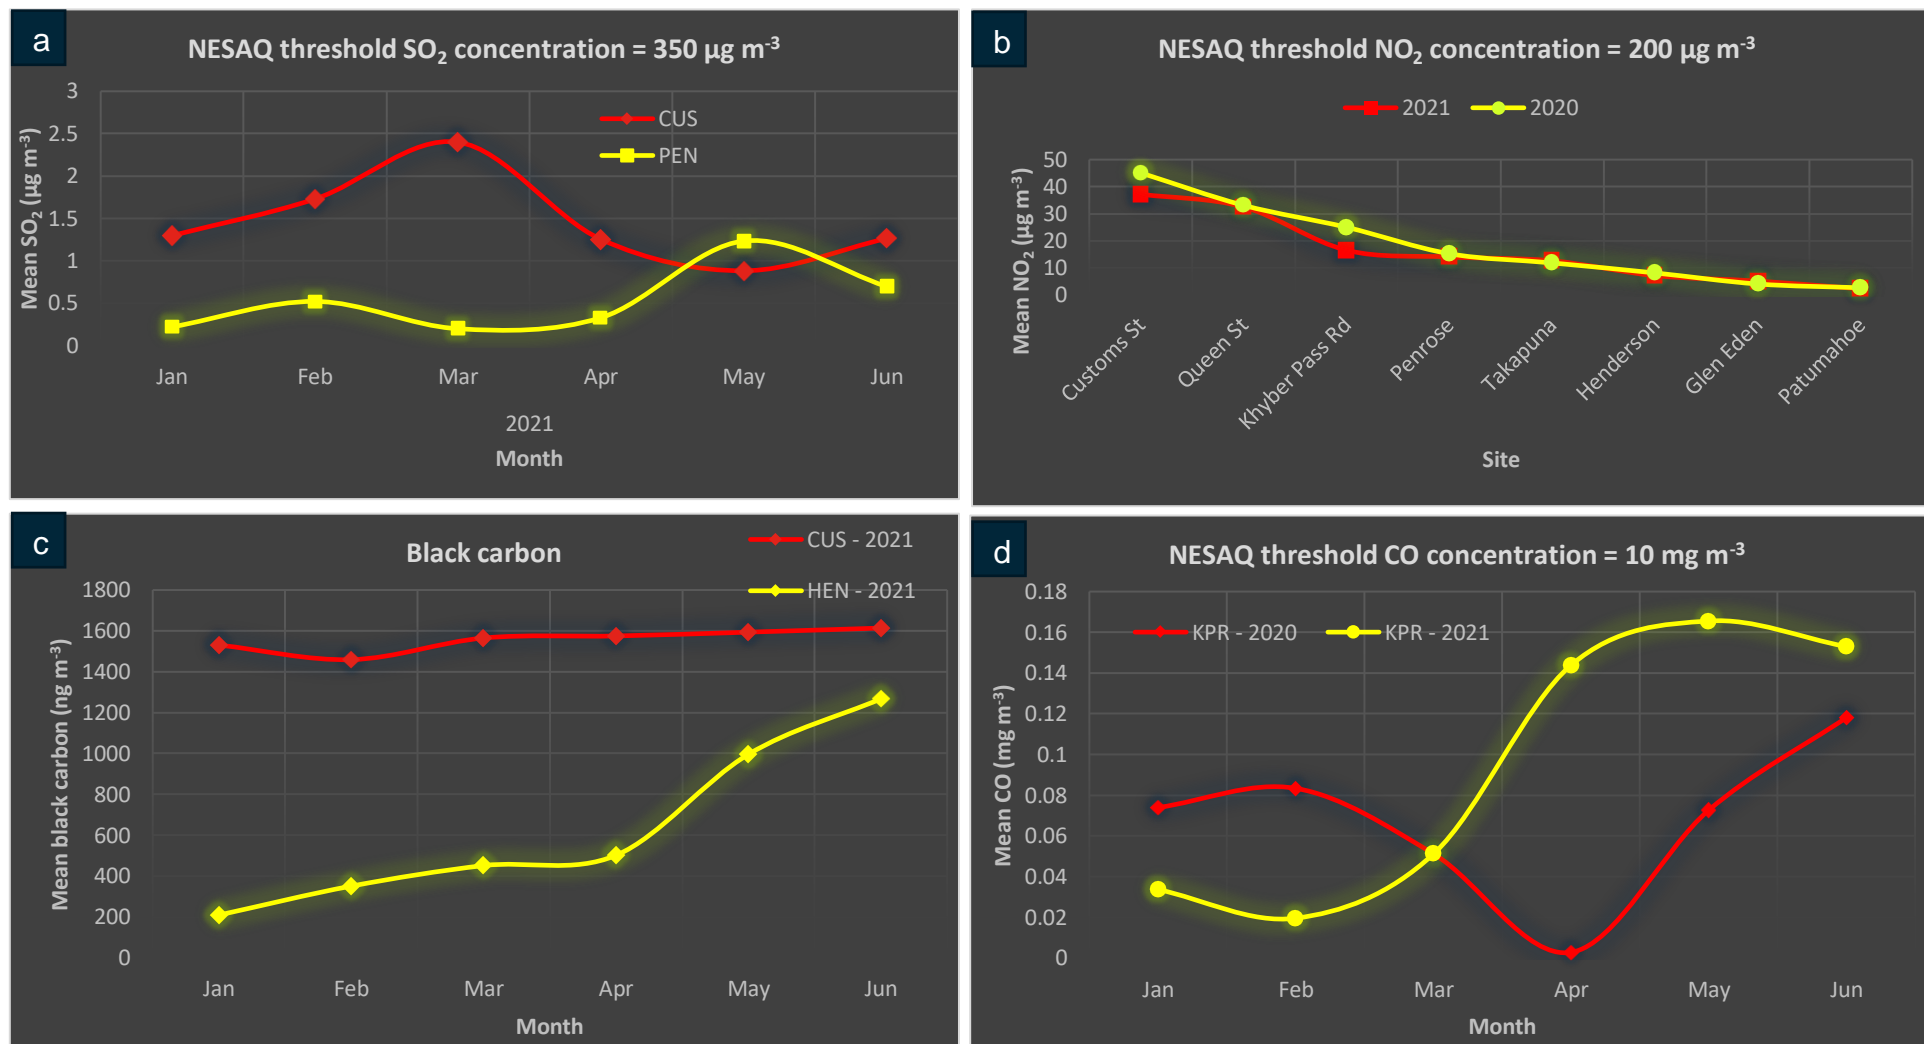 a
NESAQ threshold SO2 concentration = 350 µg m-3
CUS
PEN
Mean SO2 (µg m-3)
3
2.5
2
1.5
1
0.5
0
Jan Feb Mar Apr May Jun
2021
Month
b
NESAQ threshold NO2 concentration = 200 µg m-3
2021 2020
Mean NO2 (µg m-3)
50
40
30
20
10
0
Customs St
Queen St
Khyber Pass Rd
Penrose
Takapuna
Henderson
Glen Eden
Patumahoe
Site
c
Black carbon
CUS - 2021
HEN - 2021
Mean black carbon (ng m-3)
1800
1600
1400
1200
1000
800
600
400
200
0
Jan Feb Mar Apr May Jun
Month
d
NESAQ threshold CO concentration = 10 mg m-3
KPR - 2020 KPR - 2021
Mean CO (mg m-3)
0.18
0.16
0.14
0.12
0.1
0.08
0.06
0.04
0.02
0
Jan Feb Mar Apr May Jun
Month